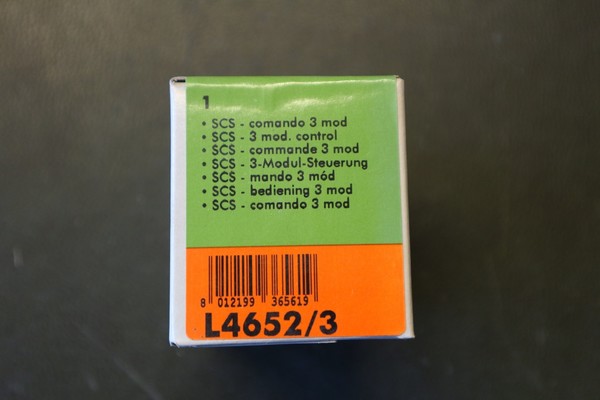 1
• SCS - comando 3 mod
• SCS - 3 mod. control
• SCS - commande 3 mod
• SCS - 3-Modul-Steuerung
• SCS - mando 3 mód
• SCS - bediening 3 mod
• SCS - comando 3 mod
8 012199 365619
L4652/3